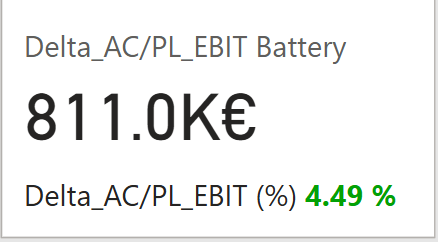 Delta_AC/PL_EBIT Battery
811.0K€
Delta_AC/PL_EBIT (%) 4.49 %